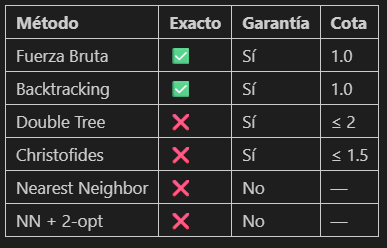 Método Exacto Garantía Cota
Fuerza Bruta ✅ Sí 1.0
Backtracking ✅ Sí 1.0
Double Tree ❌ Sí ≤ 2
Christofides ❌ Sí ≤ 1.5
Nearest Neighbor ❌ No —
NN + 2-opt ❌ No —